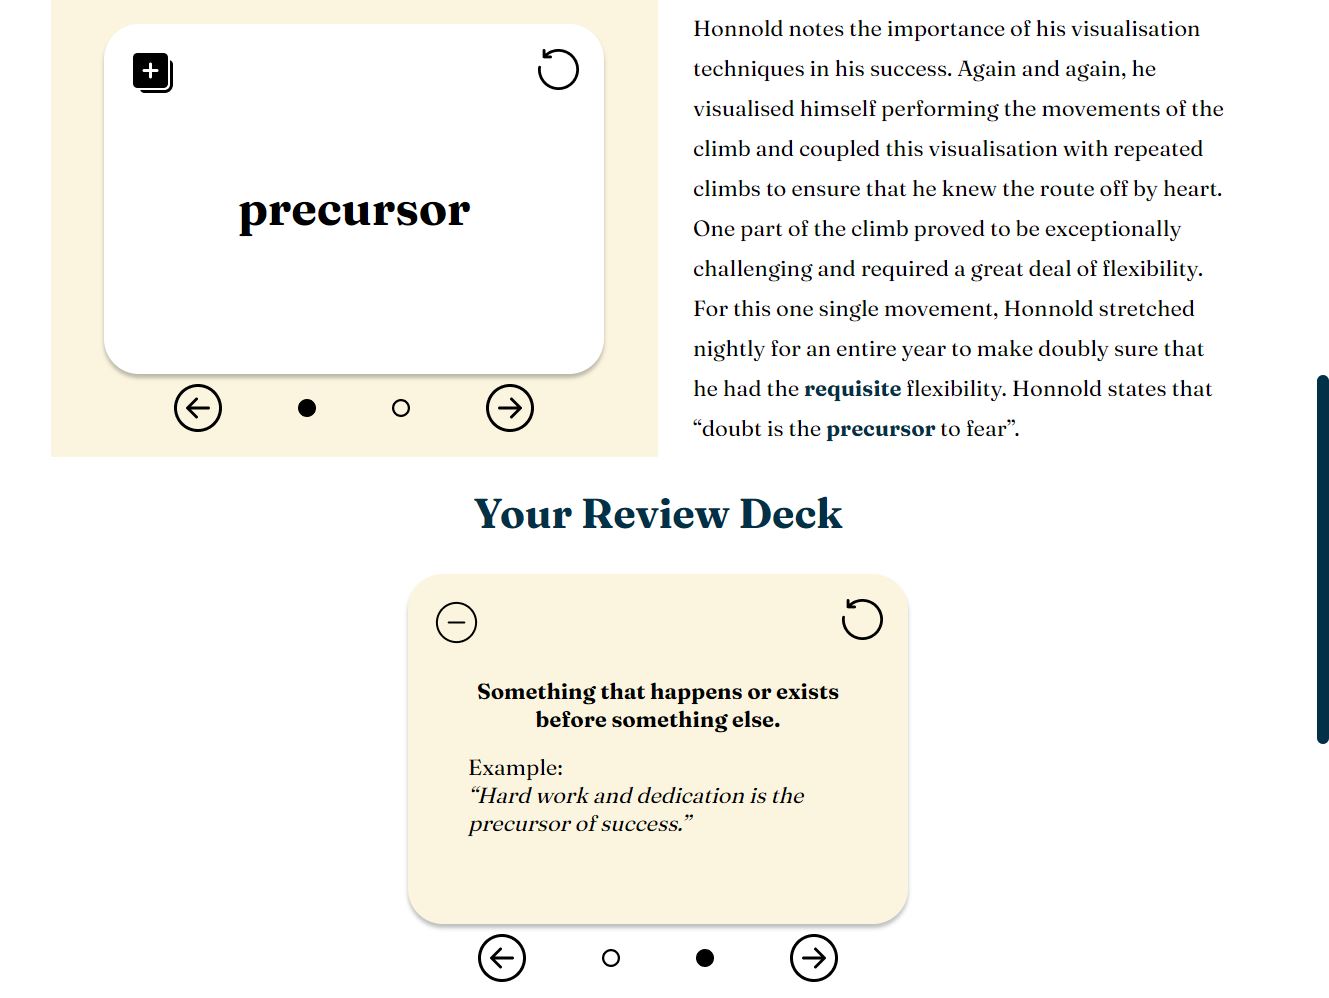 precursor
Honnold notes the importance of his visualisation
techniques in his success. Again and again, he
visualised himself performing the movements of the
climb and coupled this visualisation with repeated
climbs to ensure that he knew the route off by heart.
One part of the climb proved to be exceptionally
challenging and required a great deal of flexibility.
For this one single movement, Honnold stretched
nightly for an entire year to make doubly sure that
he had the requisite flexibility. Honnold states that
“doubt is the precursor to fear”.
Your Review Deck
Something that happens or exists
before something else.
Example:
“Hard work and dedication is the
precursor of success.”